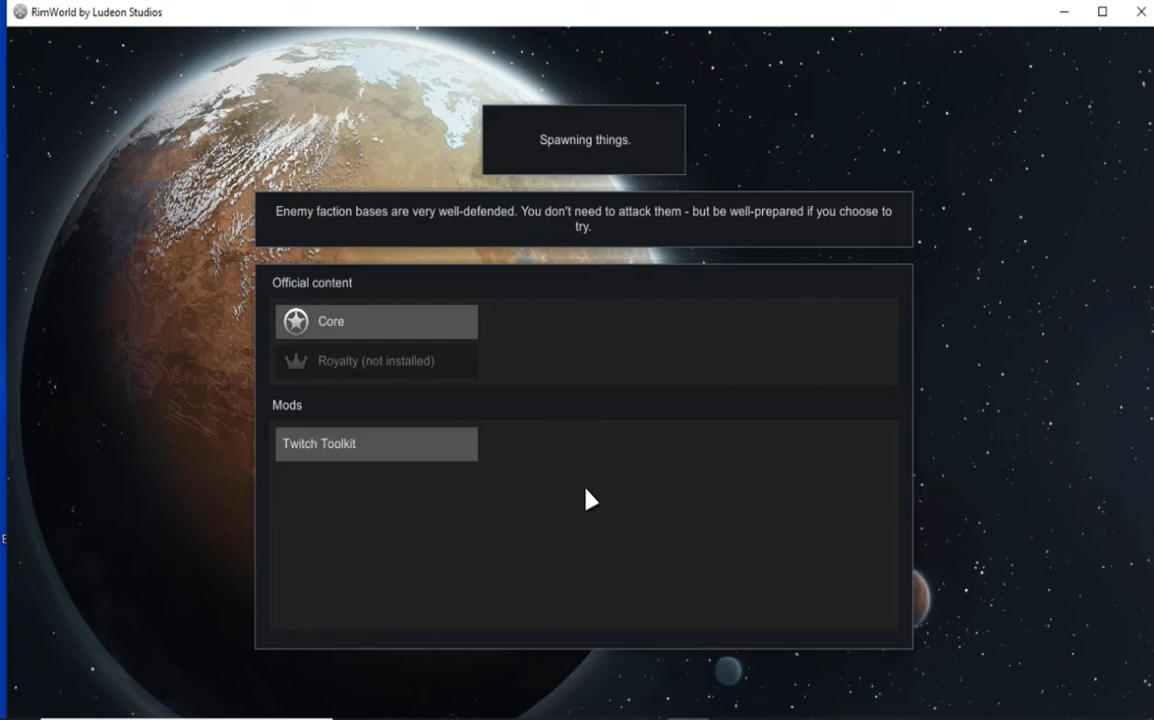 RimWorld by Ludeon Studios
Spawning things.
Enemy faction bases are very well-defended. You don't need to attack them - but be well-prepared if you choose to
try.
Official content
Core
Royalty (not installed)
Mods
Twitch Toolkit